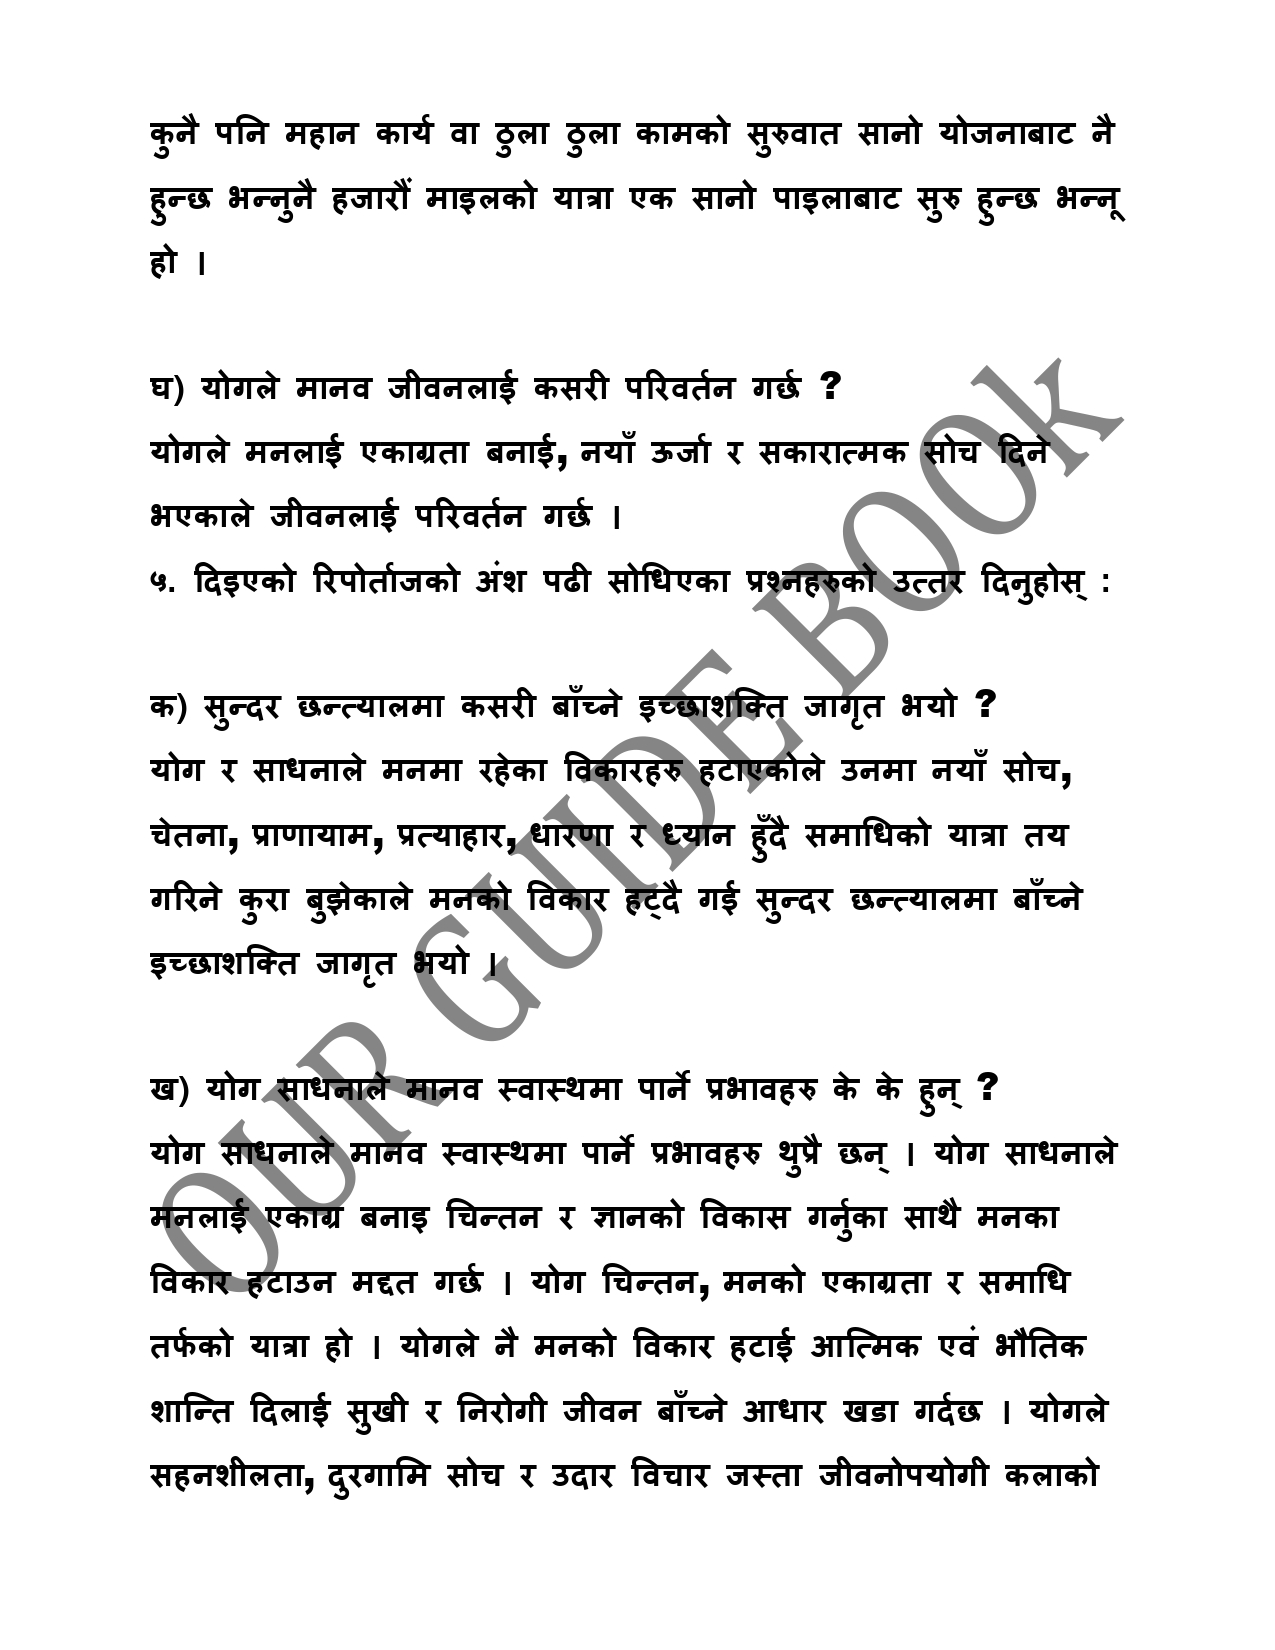 कुनै पनि महान कार्य वा ठुला ठुला कामको सुरुवात सानो योजनाबाट नै
हुन्छ भन्नुनै हजारौं माइलको यात्रा एक सानो पाइलाबाट सुरु हुन्छ भन्नू
हो ।
घ) योगले मानव जीवनलाई कसरी परिवर्तन गर्छ ?
योगले मनलाई एकाग्रता बनाई, नयाँ ऊर्जा र सकारात्मक सोच दिने
भएकाले जीवनलाई परिवर्तन गर्छ ।
५. दिइएको रिपोर्ताजको अंश पढी सोधिएका प्रश्नहरुको उत्तर दिनुहोस् :
क) सुन्दर छन्त्यालमा कसरी बाँच्ने इच्छाशक्ति जागृत भयो ?
योग र साधनाले मनमा रहेका विकारहरु हटाएकोले उनमा नयाँ सोच,
चेतना, प्राणायाम, प्रत्याहार, धारणा र ध्यान हुँदै समाधिको यात्रा तय
गरिने कुरा बुझेकाले मनको विकार हट्दै गई सुन्दर छन्त्यालमा बाँच्ने
इच्छाशक्ति जागृत भयो ।
ख) योग साधनाले मानव स्वास्थमा पार्ने प्रभावहरु के के हुन् ?
योग साधनाले मानव स्वास्थमा पार्ने प्रभावहरु थुप्रै छन् । योग साधनाले
मनलाई एकाग्र बनाइ चिन्तन र ज्ञानको विकास गर्नुका साथै मनका
विकार हटाउन मद्दत गर्छ । योग चिन्तन, मनको एकाग्रता र समाधि
तर्फको यात्रा हो । योगले नै मनको विकार हटाई आत्मिक एवं भौतिक
शान्ति दिलाई सुखी र निरोगी जीवन बाँच्ने आधार खडा गर्दछ । योगले
सहनशीलता, दुरगामि सोच र उदार विचार जस्ता जीवनोपयोगी कलाको
OUR GUIDE BOOk